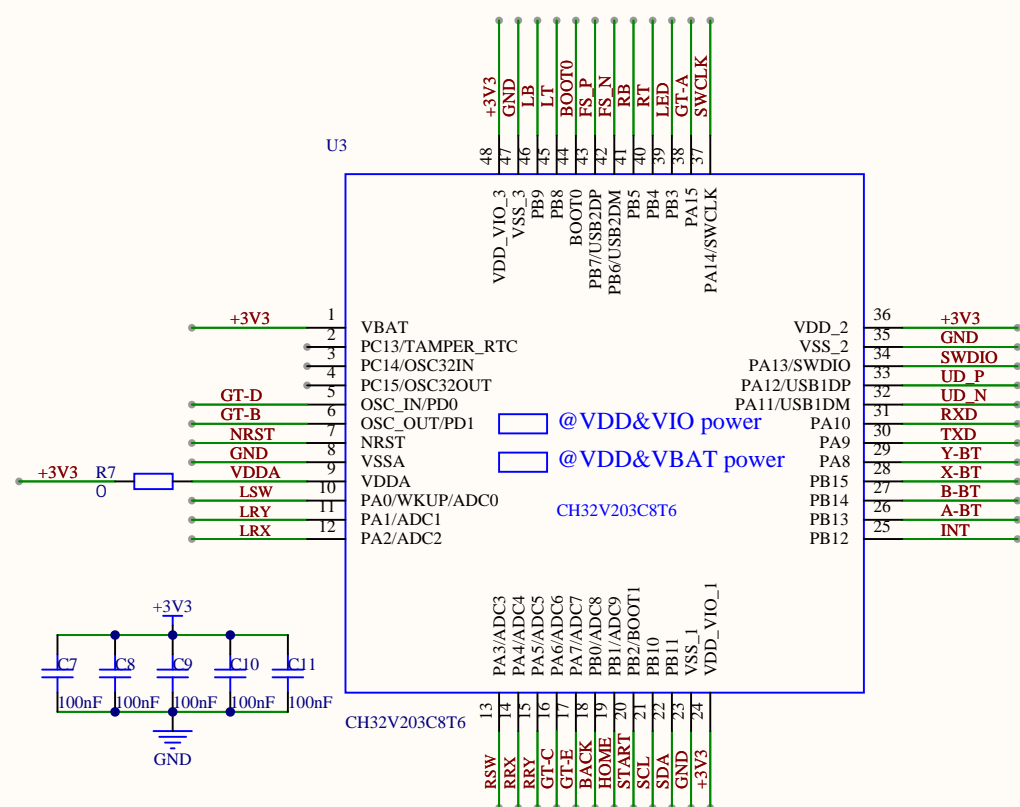 +3V3 GND LB LT BOOT0 FS_P FS_N RB RT LED GT-A SWCLK
U3
48 47 46 45 44 43 42 41 40 39 38 37
VDD_VIO_3 VSS_3 PB9 PB8 BOOT0 PB7/USB2DP PB6/USB2DM PB5 PB4 PB3 PA15 PA14/SWCLK
+3V3 1 VBAT
2 PC13/TAMPER_RTC
3 PC14/OSC32IN
4 PC15/OSC32OUT
GT-D 5 OSC_IN/PD0
GT-B 6 OSC_OUT/PD1
NRST 7 NRST
GND 8 VSSA
+3V3 R7 0 VDDA 9 VDDA
LSW 10 PA0/WKUP/ADC0
LRY 11 PA1/ADC1
LRX 12 PA2/ADC2
VDD_2 36 +3V3
VSS_2 35 GND
PA13/SWDIO 34 SWDIO
PA12/USB1DP 33 UD_P
PA11/USB1DM 32 UD_N
PA10 31 RXD
PA9 30 TXD
PA8 29 Y-BT
PB15 28 X-BT
PB14 27 B-BT
PB13 26 A-BT
PB12 25 INT
@VDD&VIO power
@VDD&VBAT power
CH32V203C8T6
PA3/ADC3 PA4/ADC4 PA5/ADC5 PA6/ADC6 PA7/ADC7 PB0/ADC8 PB1/ADC9 PB2/BOOT1 PB10 PB11 VSS_1 VDD_VIO_1
+3V3
C7 C8 C9 C10 C11
100nF 100nF 100nF 100nF 100nF
GND
CH32V203C8T6
13 14 15 16 17 18 19 20 21 22 23 24
RSW RRX RRY GT-C GT-E BACK HOME START SCL SDA GND +3V3